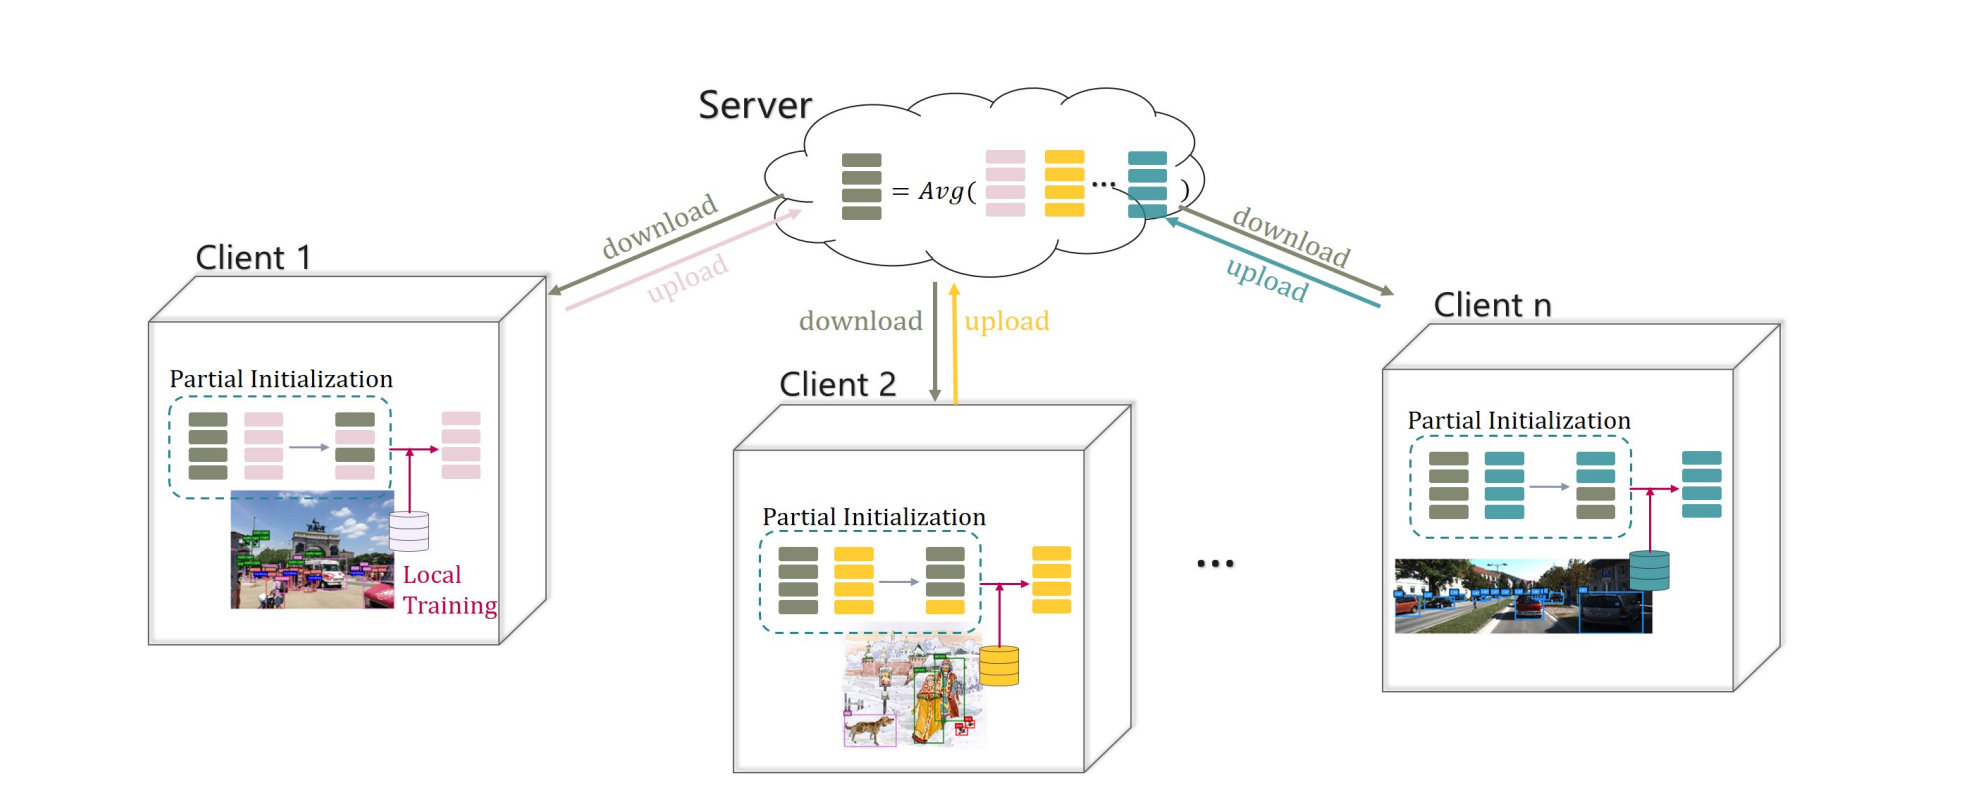 Server
= Avg( ... )
download
upload
download
upload
download
upload
Client 1
Partial Initialization
Local
Training
Client 2
Partial Initialization
...
Client n
Partial Initialization